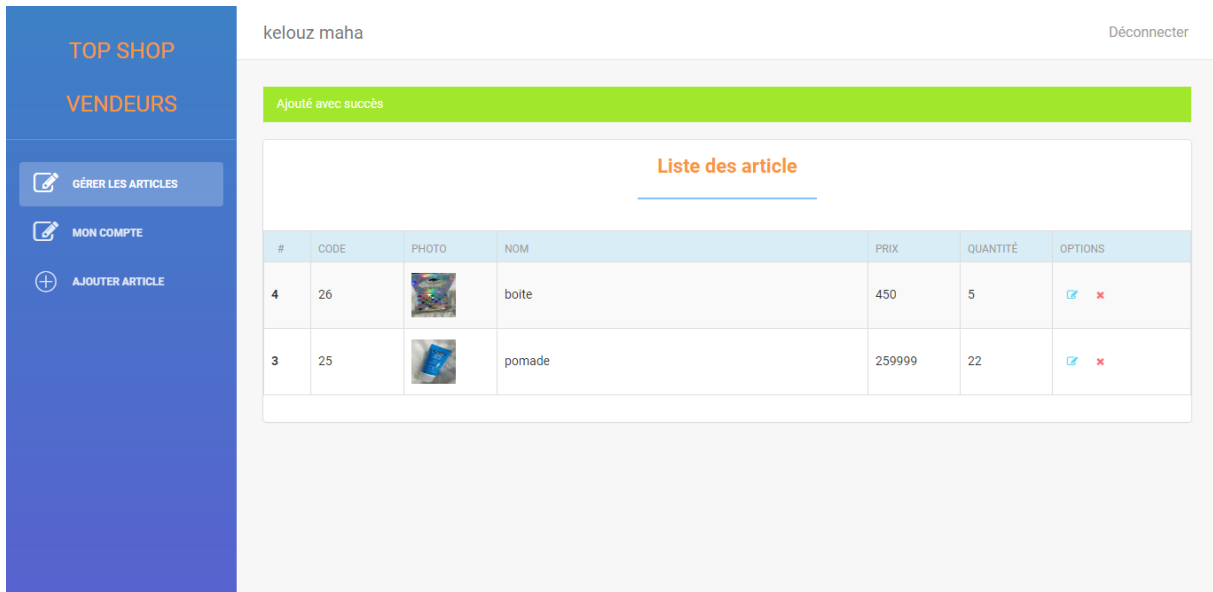 TOP SHOP
VENDEURS
GÉRER LES ARTICLES
MON COMPTE
AJOUTER ARTICLE
kelouz maha
Déconnecter
Ajouté avec succès
Liste des article
# CODE PHOTO NOM PRIX QUANTITÉ OPTIONS
4 26 boite 450 5
3 25 pomade 259999 22